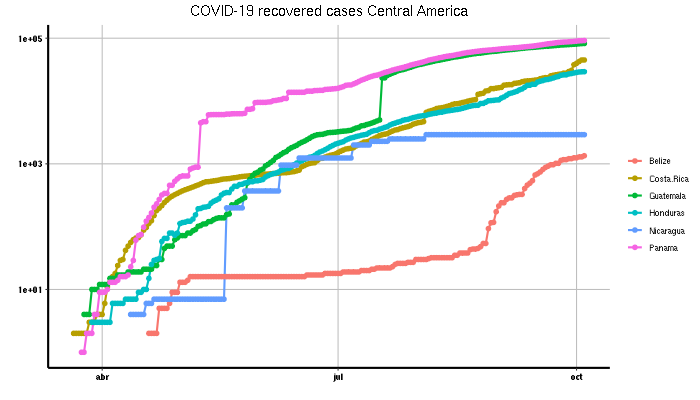 COVID-19 recovered cases Central America
1e+05
1e+03
1e+01
abr
jul
oct
Belize
Costa.Rica
Guatemala
Honduras
Nicaragua
Panama